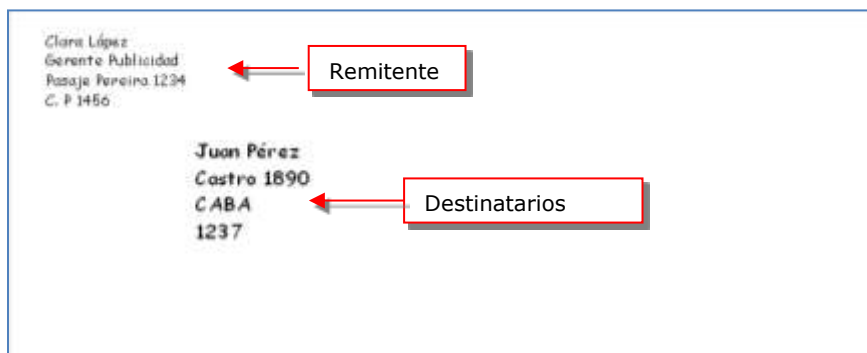 Clara López
Gerente Publicidad
Pasaje Pereira 1234
C. P 1456
Remitente
Juan Pérez
Castro 1890
CABA
1237
Destinatarios